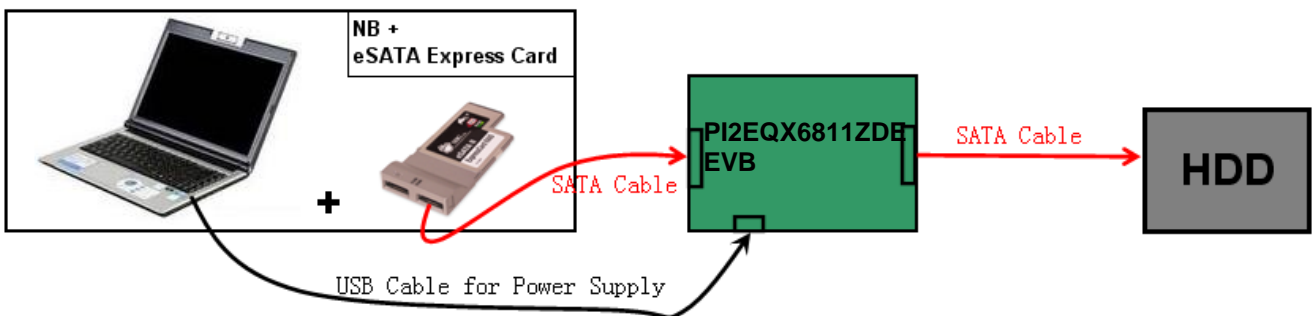 NB +
eSATA Express Card
PI2EQX6811ZDE
EVB
SATA Cable
SATA Cable
HDD
+
USB Cable for Power Supply